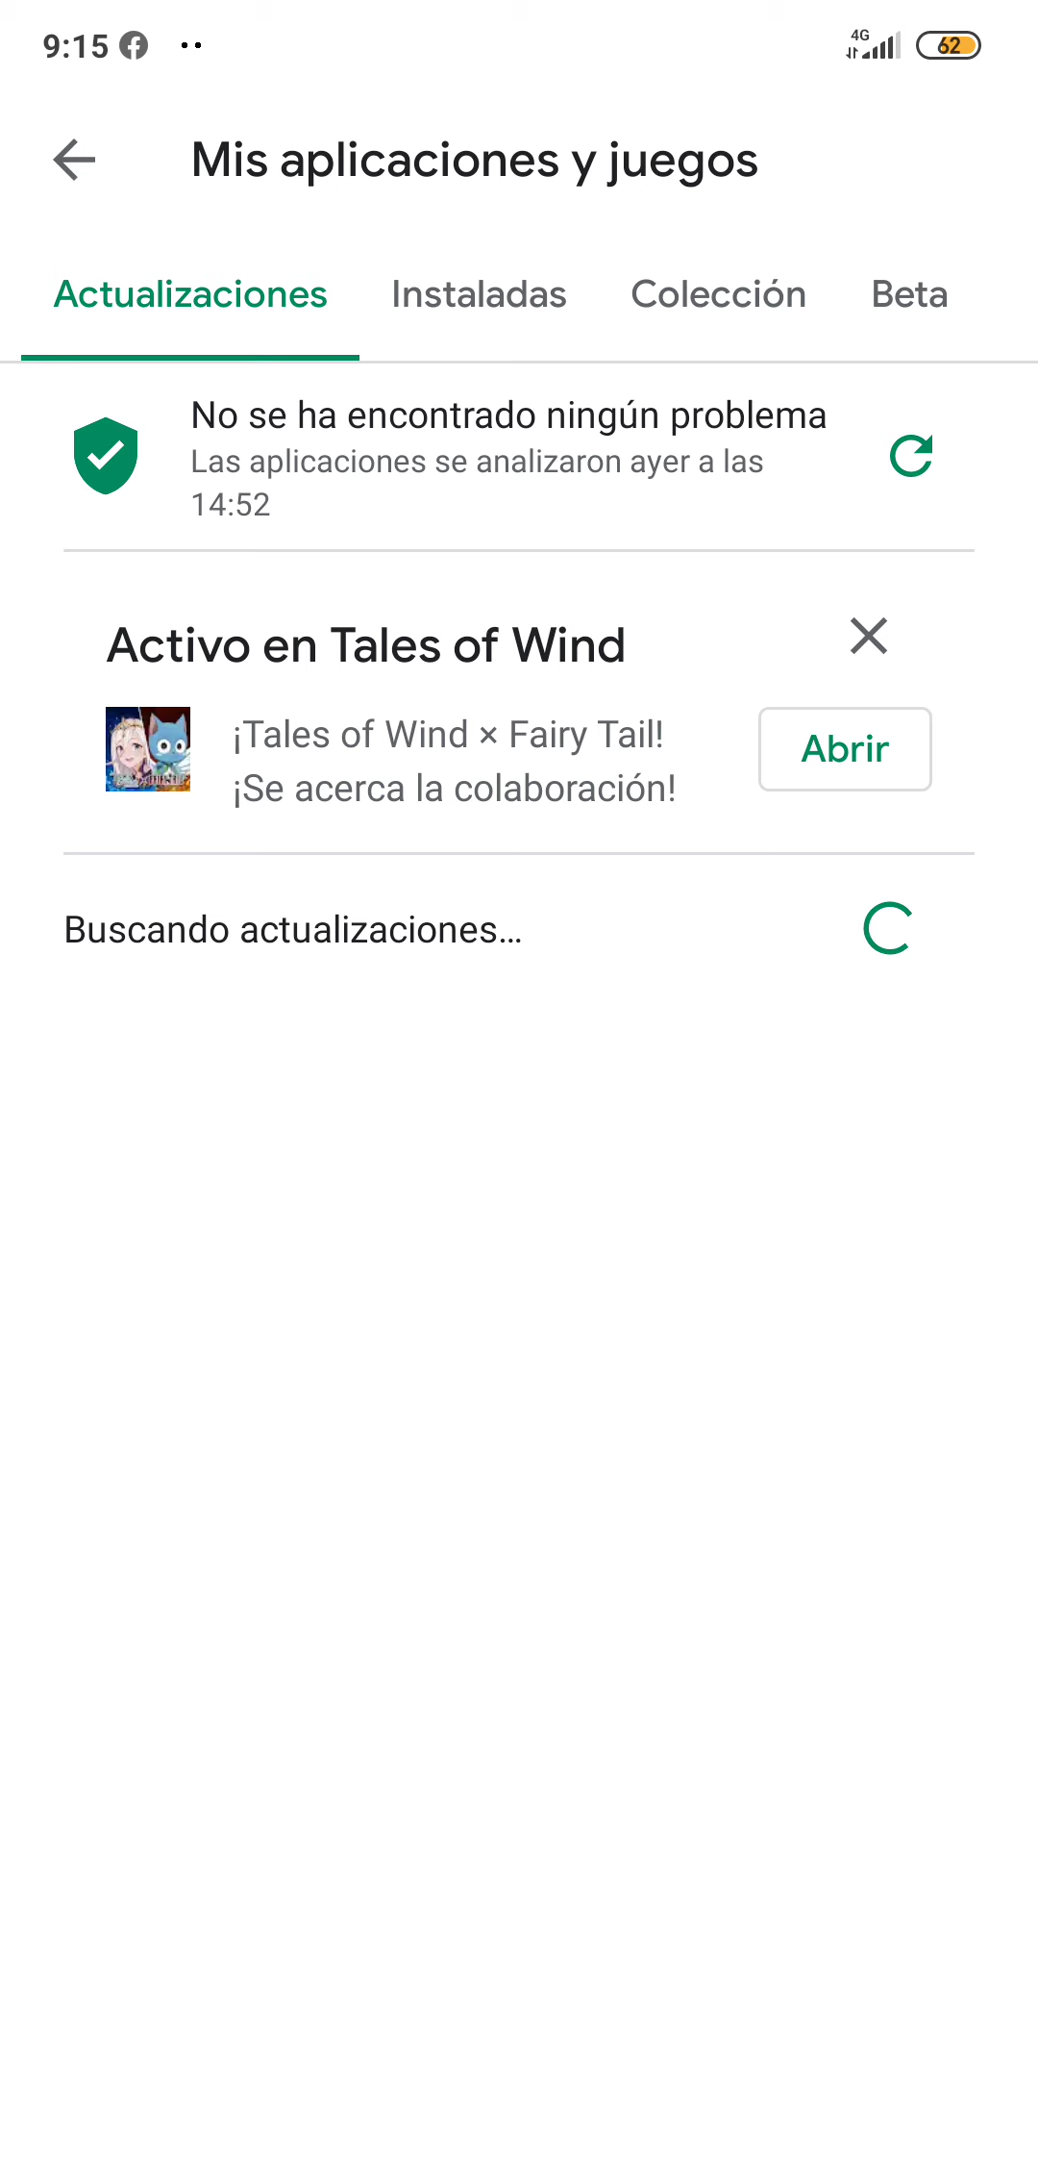 9:15
4G
62
Mis aplicaciones y juegos
Actualizaciones Instaladas Colección Beta
No se ha encontrado ningún problema
Las aplicaciones se analizaron ayer a las
14:52
Activo en Tales of Wind
¡Tales of Wind × Fairy Tail!
¡Se acerca la colaboración!
Abrir
Buscando actualizaciones...